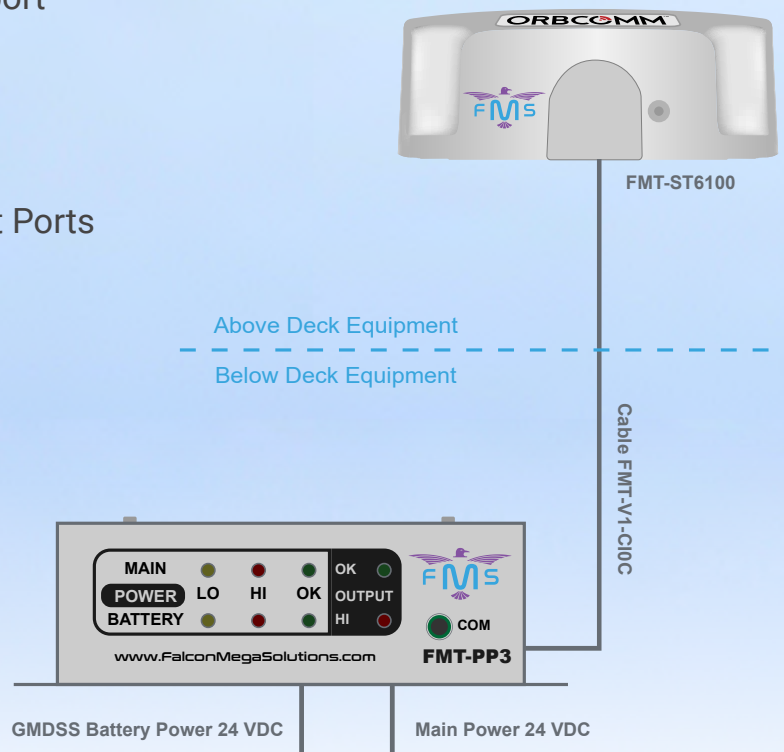 ort
ORBCOMM
FMS
FMT-ST6100
t Ports
Above Deck Equipment
Below Deck Equipment
Cable FMT-V1-CI0C
MAIN
POWER LO HI OK
BATTERY
OK
OUTPUT
HI
FMS
COM
www.FalconMegaSolutions.com
FMT-PP3
GMDSS Battery Power 24 VDC
Main Power 24 VDC